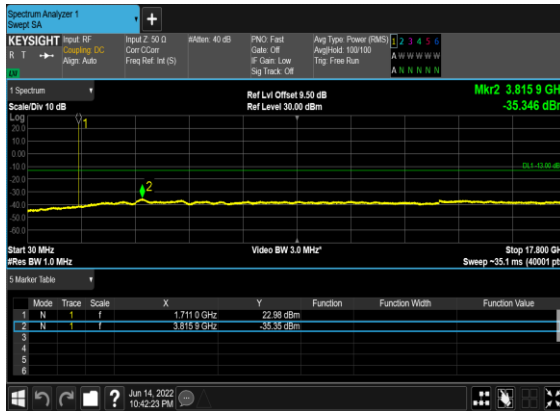 Spectrum Analyzer 1
Swept SA
+
KEYSIGHT
R T
Input: RF
Coupling: DC
Align: Auto
Input Z: 50 Ω
Corr CCorr
Freq Ref: Int (S)
#Atten: 40 dB
PNO: Fast
Gate: Off
IF Gain: Low
Sig Track: Off
Avg Type: Power (RMS)
Avg|Hold: 100/100
Trig: Free Run
1 2 3 4 5 6
A W W W W W
A N N N N N
1 Spectrum
Scale/Div 10 dB
Ref Lvl Offset 9.50 dB
Ref Level 30.00 dBm
Mkr2 3.815 9 GH
-35.346 dB
Log
20.0
10.0
0.00
-10.0
-20.0
-30.0
-40.0
-50.0
-60.0
1
2
DL1 -13.00 dB
Start 30 MHz
#Res BW 1.0 MHz
Video BW 3.0 MHz*
Stop 17.800 GH
Sweep ~35.1 ms (40001 pt
5 Marker Table
Mode Trace Scale X Y Function Function Width Function Value
1 N 1 f 1.711 0 GHz 22.98 dBm
2 N 1 f 3.815 9 GHz -35.35 dBm
3
4
5
6
?
Jun 14, 2022
10:42:23 PM